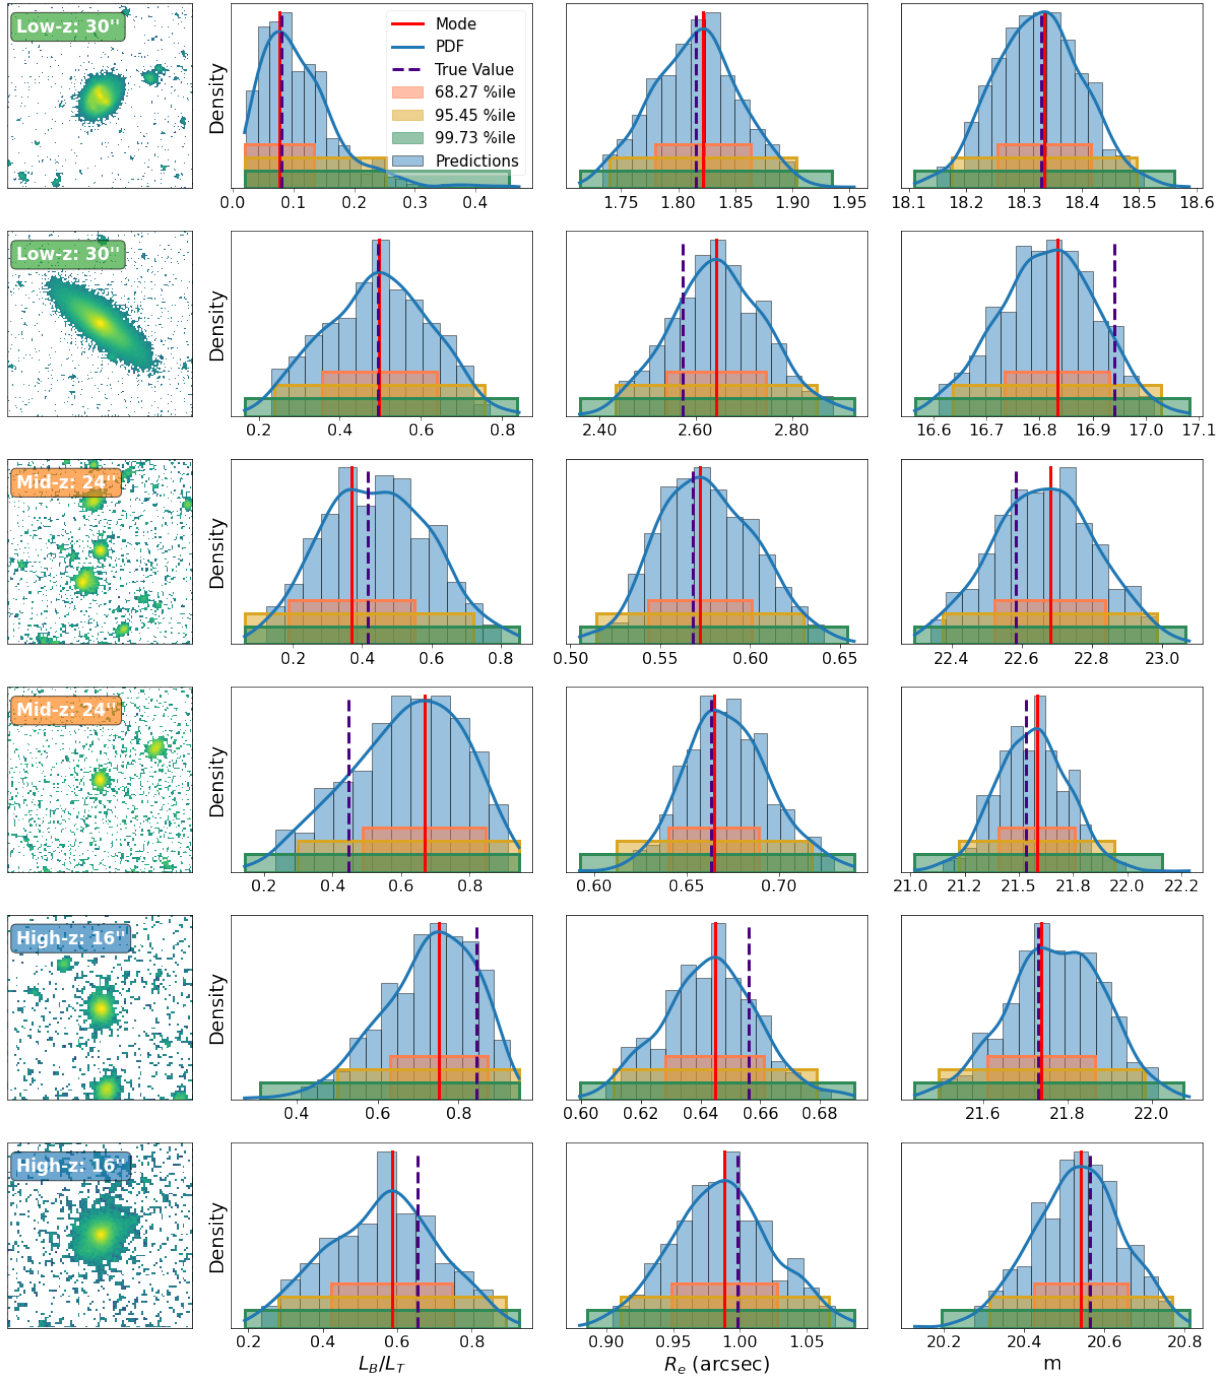 Low-z: 30''
Density
Mode
PDF
True Value
68.27 %ile
95.45 %ile
99.73 %ile
Predictions
0.0 0.1 0.2 0.3 0.4
1.75 1.80 1.85 1.90 1.95
18.1 18.2 18.3 18.4 18.5 18.6
Low-z: 30''
Density
0.2 0.4 0.6 0.8
2.40 2.60 2.80
16.6 16.7 16.8 16.9 17.0 17.1
Mid-z: 24''
Density
0.2 0.4 0.6 0.8
0.50 0.55 0.60 0.65
22.4 22.6 22.8 23.0
Mid-z: 24''
Density
0.2 0.4 0.6 0.8
0.60 0.65 0.70
21.0 21.2 21.5 21.8 22.0 22.2
High-z: 16''
Density
0.4 0.6 0.8
0.60 0.62 0.64 0.66 0.68
21.6 21.8 22.0
High-z: 16''
Density
0.2 0.4 0.6 0.8
0.90 0.95 1.00 1.05
20.2 20.4 20.6 20.8
L_B/L_T
R_e (arcsec)
m